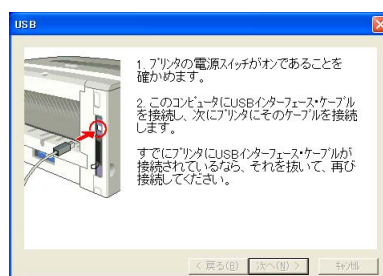 USB
1. プリンタの電源スイッチがオンであることを
確かめます。
2. このコンピュータにUSBインターフェース・ケーブル
を接続し、次にプリンタにそのケーブルを接続
します。
すでにプリンタにUSBインターフェース・ケーブルが
接続されているなら、それを抜いて、再び
接続してください。
< 戻る(B)
次へ(N) >
キャンセル